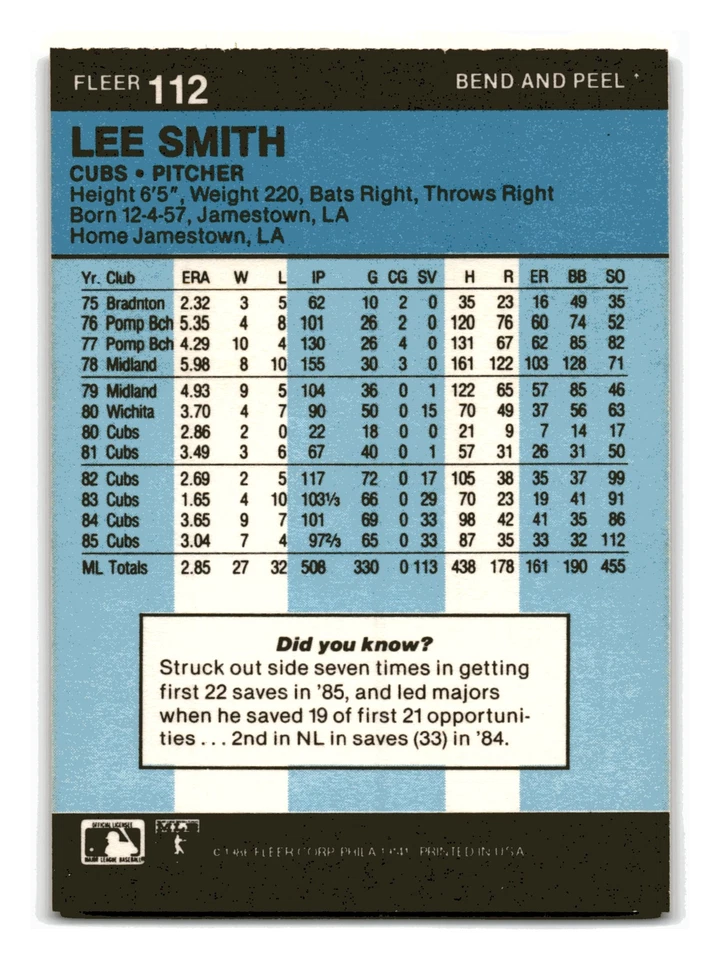 FLEER 112 BEND AND PEEL
LEE SMITH
CUBS • PITCHER
Height 6'5", Weight 220, Bats Right, Throws Right
Born 12-4-57, Jamestown, LA
Home Jamestown, LA
Yr. Club ERA W L IP G CG SV H R ER BB SO
75 Bradnton 2.32 3 5 62 10 2 0 35 23 16 49 35
76 Pomp Bch 5.35 4 8 101 26 2 0 120 76 60 74 52
77 Pomp Bch 4.29 10 4 130 26 4 0 131 67 62 85 82
78 Midland 5.98 8 10 155 30 3 0 161 122 103 128 71
79 Midland 4.93 9 5 104 36 0 1 122 65 57 85 46
80 Wichita 3.70 4 7 90 50 0 15 70 49 37 56 63
80 Cubs 2.86 2 0 22 18 0 0 21 9 7 14 17
81 Cubs 3.49 3 6 67 40 0 1 57 31 26 31 50
82 Cubs 2.69 2 5 117 72 0 17 105 38 35 37 99
83 Cubs 1.65 4 10 103⅓ 66 0 29 70 23 19 41 91
84 Cubs 3.65 9 7 101 69 0 33 98 42 41 35 86
85 Cubs 3.04 7 4 97⅔ 65 0 33 87 35 33 32 112
ML Totals 2.85 27 32 508 330 0 113 438 178 161 190 455
Did you know?
Struck out side seven times in getting
first 22 saves in '85, and led majors
when he saved 19 of first 21 opportuni-
ties . . . 2nd in NL in saves (33) in '84.
OFFICIAL LICENSEE
MAJOR LEAGUE BASEBALL
FLEER CORP. PHILA. PRINTED IN U.S.A.